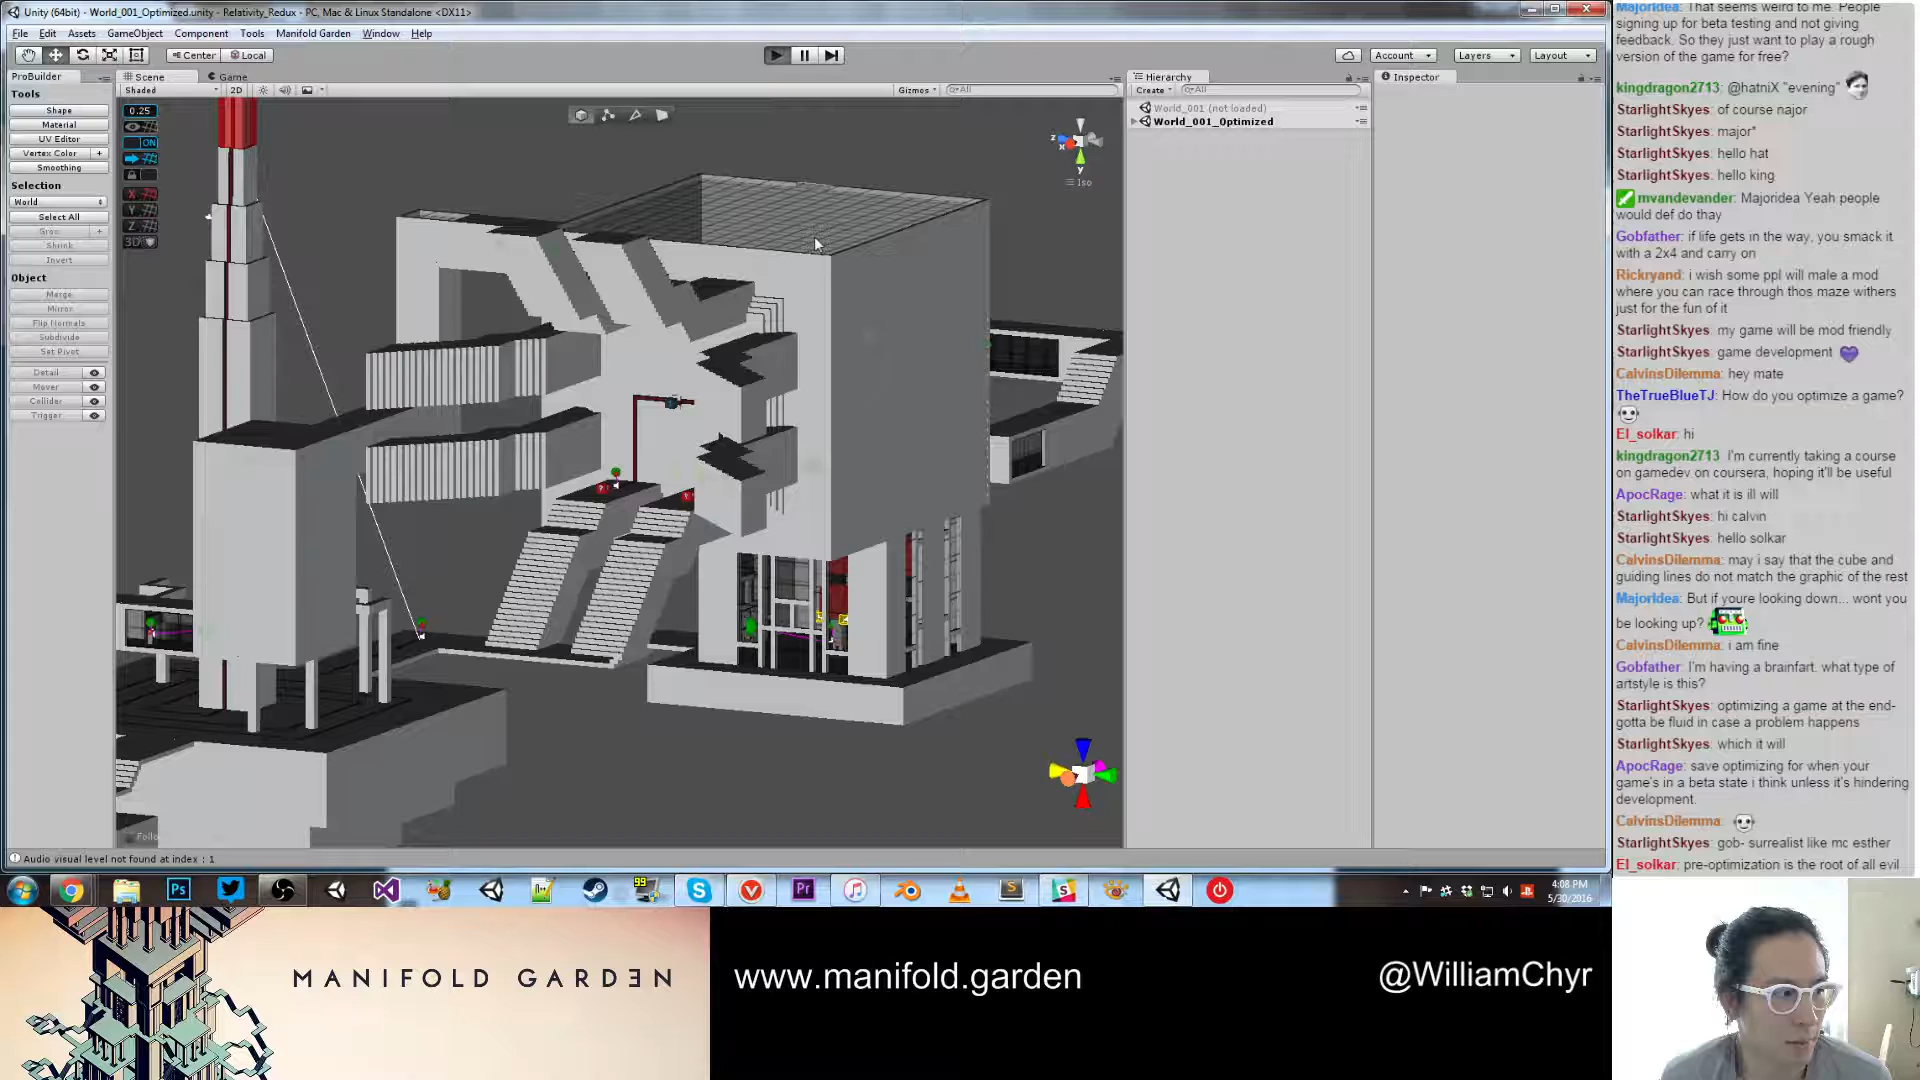 Unity (64bit) - World_001_Optimized.unity - Relativity_Redux - PC, Mac & Linux Standalone <DX11>
File Edit Assets GameObject Component Tools Manifold Garden Window Help
Center Local
Account Layers Layout
ProBuilder
Scene Game
Hierarchy
Inspector
Shaded 2D
Gizmos
All
Create
All
Tools
Shape
Material
UV Editor
Vertex Color +
Smoothing
Selection
World
Select All
Grow +
Shrink
Invert
Object
Merge
Mirror
Flip Normals
Subdivide
Set Pivot
Detail
Mover
Collider
Trigger
0.25
ON
X
Y
Z
3D
z
x
y
Iso
World_001 (not loaded)
World_001_Optimized
Follo
Audio visual level not found at index : 1
Majoridea: That seems weird to me. People
signing up for beta testing and not giving
feedback. So they just want to play a rough
version of the game for free?
kingdragon2713: @hatniX "evening"
StarlightSkyes: of course najor
StarlightSkyes: major*
StarlightSkyes: hello hat
StarlightSkyes: hello king
mvandevander: Majoridea Yeah people
would def do thay
Gobfather: if life gets in the way, you smack it
with a 2x4 and carry on
Rickryand: i wish some ppl will male a mod
where you can race through thos maze withers
just for the fun of it
StarlightSkyes: my game will be mod friendly
StarlightSkyes: game development
CalvinsDilemma: hey mate
TheTrueBlueTJ: How do you optimize a game?
El_solkar: hi
kingdragon2713: I'm currently taking a course
on gamedev on coursera, hoping it'll be useful
ApocRage: what it is ill will
StarlightSkyes: hi calvin
StarlightSkyes: hello solkar
CalvinsDilemma: may i say that the cube and
guiding lines do not match the graphic of the rest
Majoridea: But if youre looking down... wont you
be looking up?
CalvinsDilemma: i am fine
Gobfather: I'm having a brainfart. what type of
artstyle is this?
StarlightSkyes: optimizing a game at the end-
gotta be fluid in case a problem happens
StarlightSkyes: which it will
ApocRage: save optimizing for when your
game's in a beta state i think unless it's hindering
development.
CalvinsDilemma:
StarlightSkyes: gob- surrealist like mc esther
El_solkar: pre-optimization is the root of all evil
Ps
99
Pr
S
4:08 PM
5/30/2016
MANIFOLD GARDƎN
www.manifold.garden
@WilliamChyr